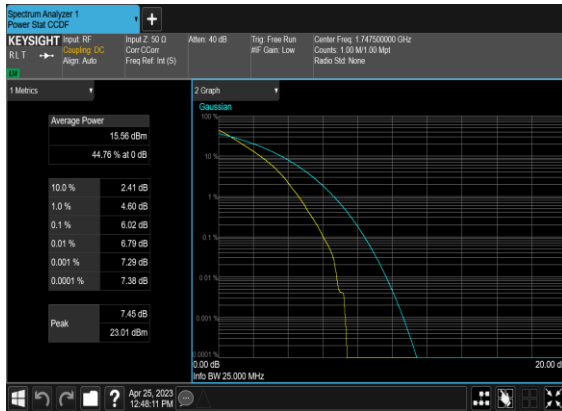 Spectrum Analyzer 1
Power Stat CCDF
KEYSIGHT
R L T
Input: RF
Coupling: DC
Align: Auto
Input Z: 50 Ω
Corr CCorr
Freq Ref: Int (S)
Atten: 40 dB
Trig: Free Run
#IF Gain: Low
Center Freq: 1.747500000 GHz
Counts: 1.00 M/1.00 Mpt
Radio Std: None
1 Metrics
Average Power
15.56 dBm
44.76 % at 0 dB
10.0 % 2.41 dB
1.0 % 4.60 dB
0.1 % 6.02 dB
0.01 % 6.79 dB
0.001 % 7.29 dB
0.0001 % 7.38 dB
Peak
7.45 dB
23.01 dBm
2 Graph
Gaussian
100 %
10 %
1 %
0.1 %
0.01 %
0.001 %
0.0001 %
0.00 dB
20.00 d
Info BW 25.000 MHz
Apr 25, 2023
12:48:11 PM